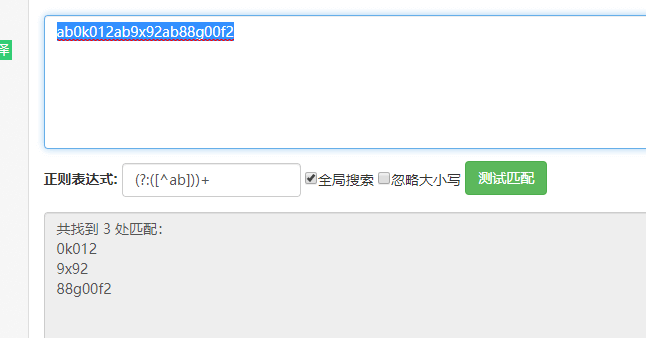 ab0k012ab9x92ab88g00f2
译
正则表达式: (?:([^ab]))+ 全局搜索 忽略大小写 测试匹配
共找到 3 处匹配：
0k012
9x92
88g00f2